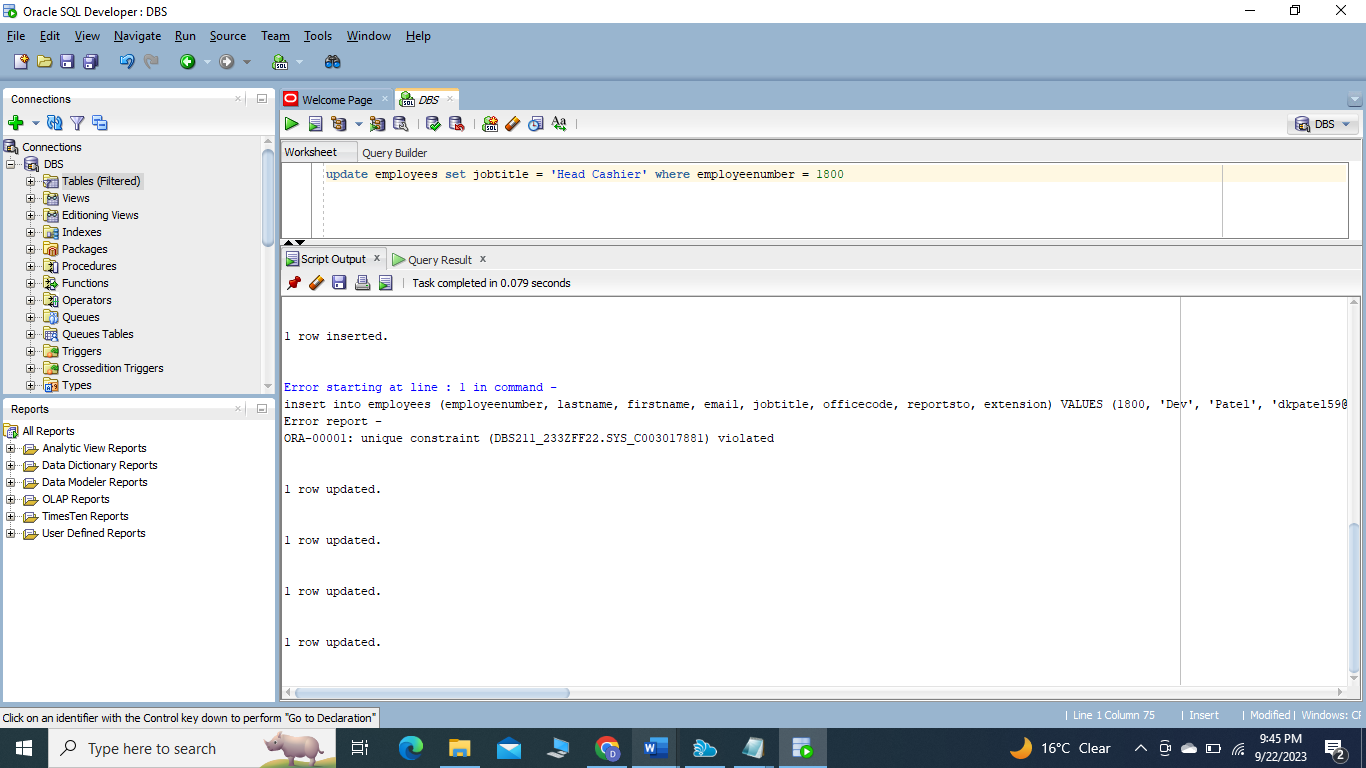 Oracle SQL Developer : DBS
File Edit View Navigate Run Source Team Tools Window Help
Connections
Connections
DBS
Tables (Filtered)
Views
Editioning Views
Indexes
Packages
Procedures
Functions
Operators
Queues
Queues Tables
Triggers
Crossedition Triggers
Types
Reports
All Reports
Analytic View Reports
Data Dictionary Reports
Data Modeler Reports
OLAP Reports
TimesTen Reports
User Defined Reports
Welcome Page DBS
DBS
Worksheet Query Builder
update employees set jobtitle = 'Head Cashier' where employeenumber = 1800
Script Output x Query Result x
Task completed in 0.079 seconds
1 row inserted.
Error starting at line : 1 in command -
insert into employees (employeenumber, lastname, firstname, email, jobtitle, officecode, reportsto, extension) VALUES (1800, 'Dev', 'Patel', 'dkpatel59@
Error report -
ORA-00001: unique constraint (DBS211_233ZFF22.SYS_C003017881) violated
1 row updated.
1 row updated.
1 row updated.
1 row updated.
Click on an identifier with the Control key down to perform "Go to Declaration"
Line 1 Column 75 Insert Modified Windows: CF
Type here to search
16°C Clear
9:45 PM
9/22/2023
2